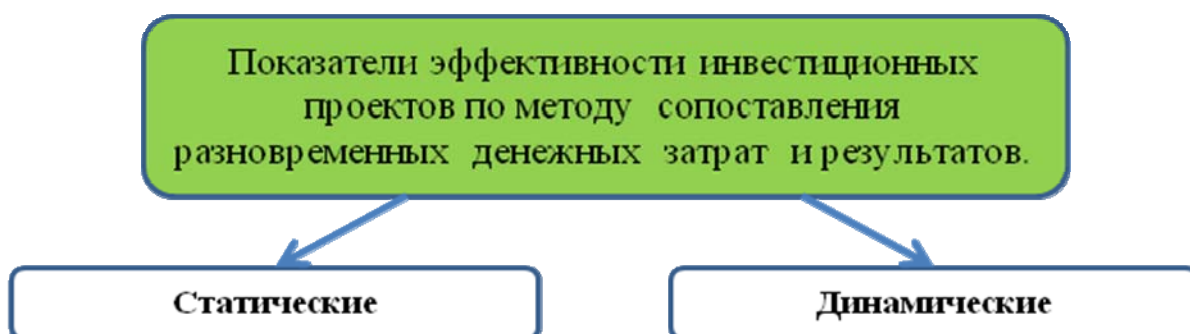 Показатели эффективности инвестиционных
проектов по методу сопоставления
разновременных денежных затрат и результатов.
Статические
Динамические